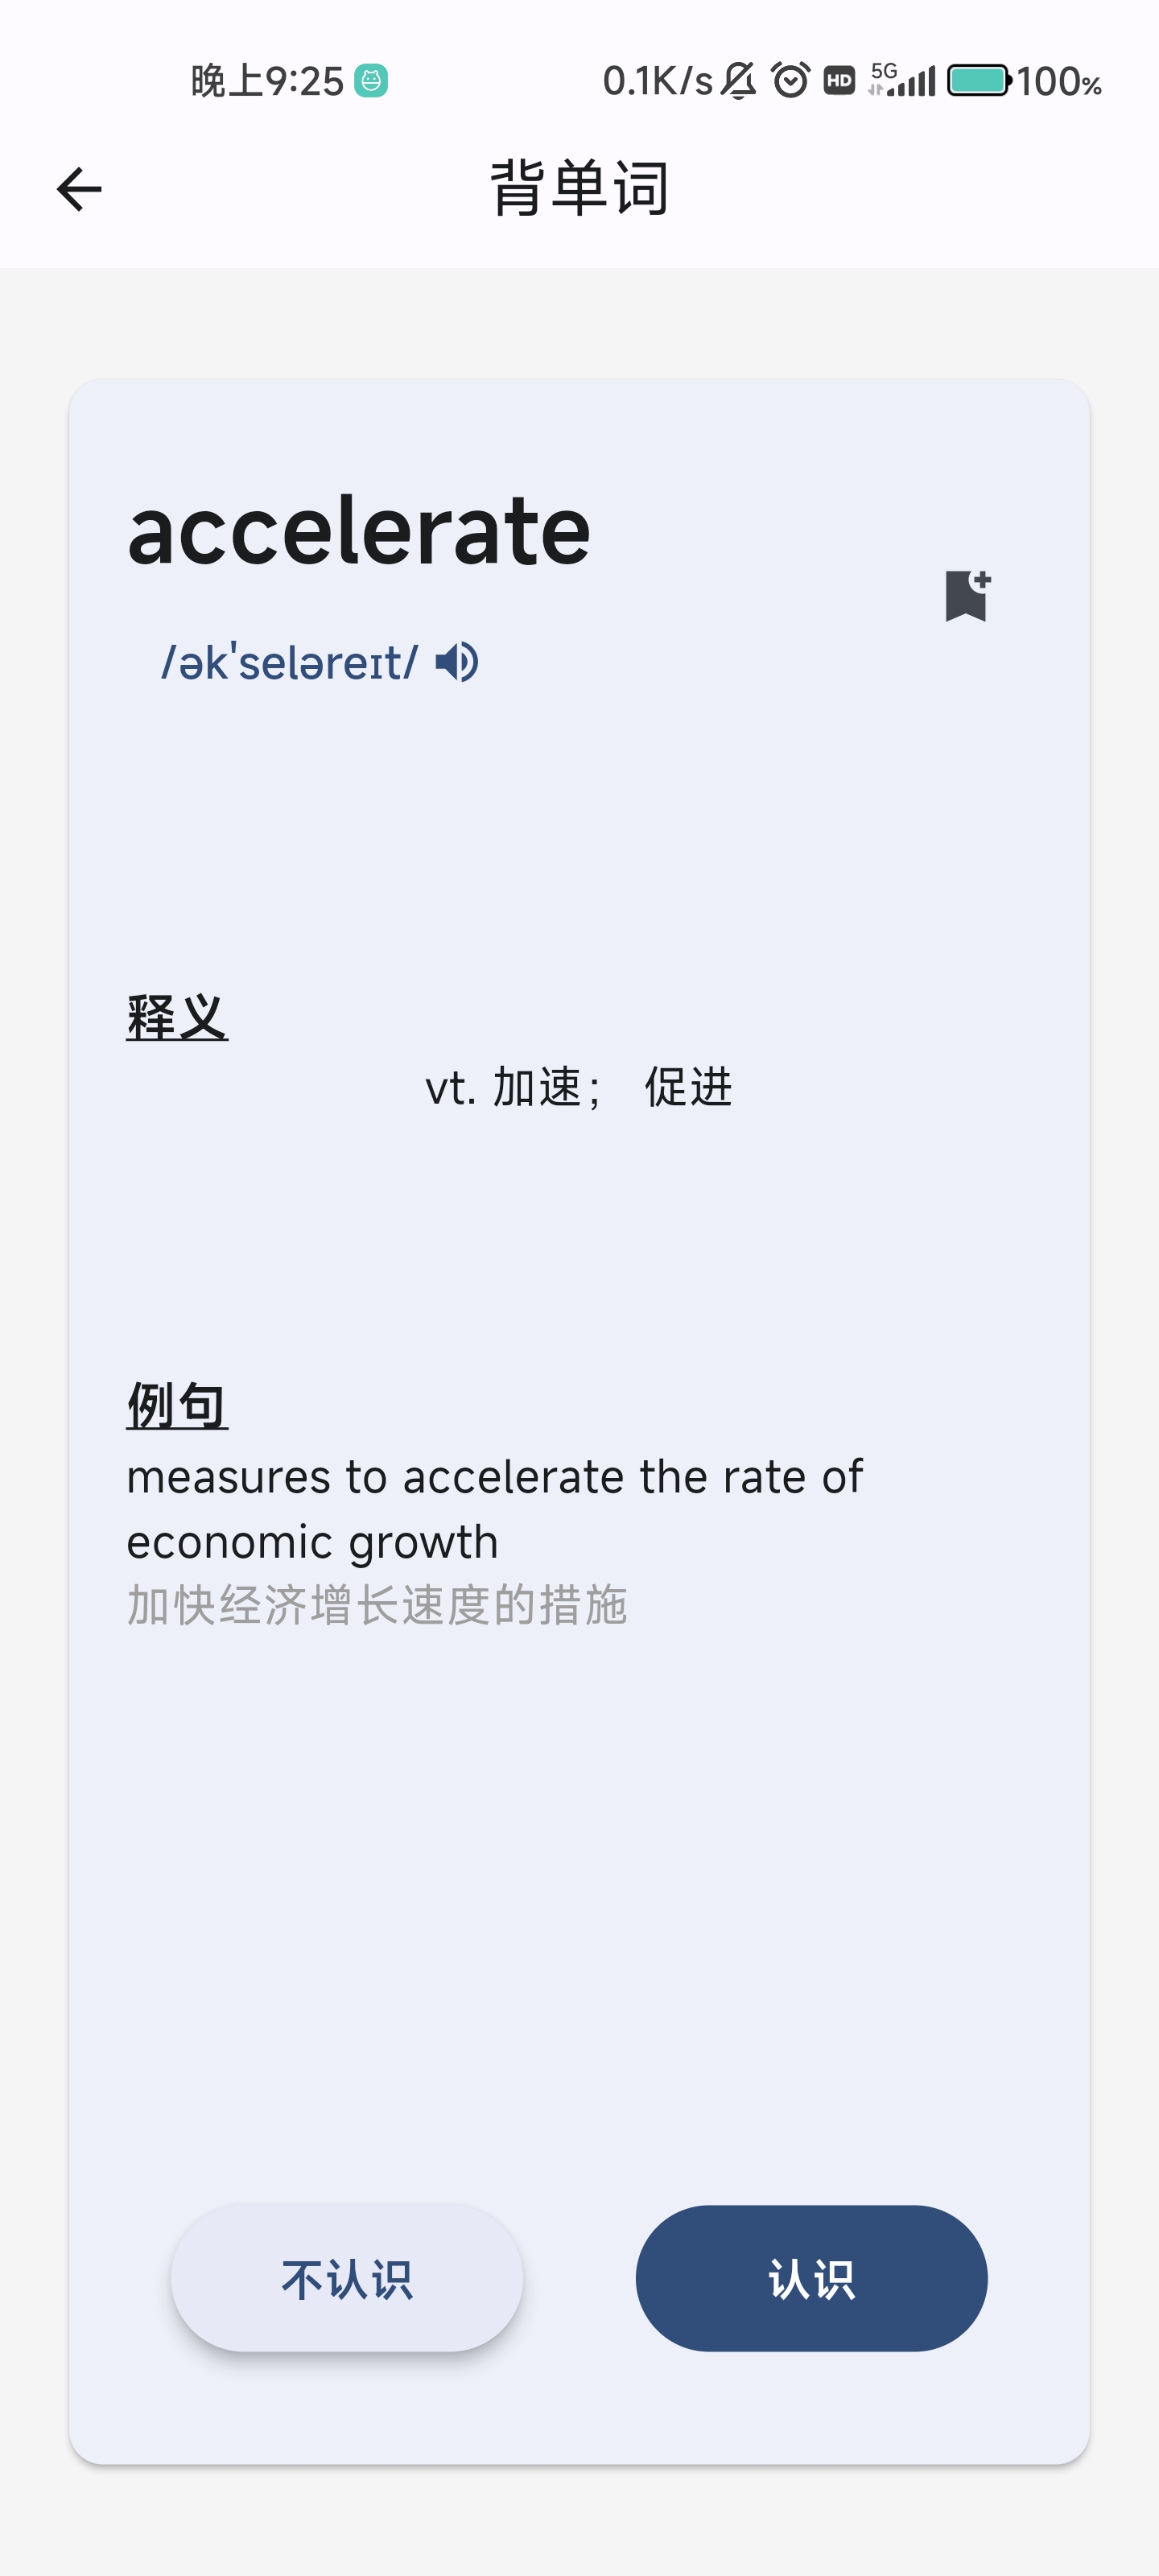 晚上9:25 0.1K/s HD 5G 100%
背单词
accelerate
/ək'seləreɪt/
释义
vt. 加速； 促进
例句
measures to accelerate the rate of
economic growth
加快经济增长速度的措施
不认识 认识